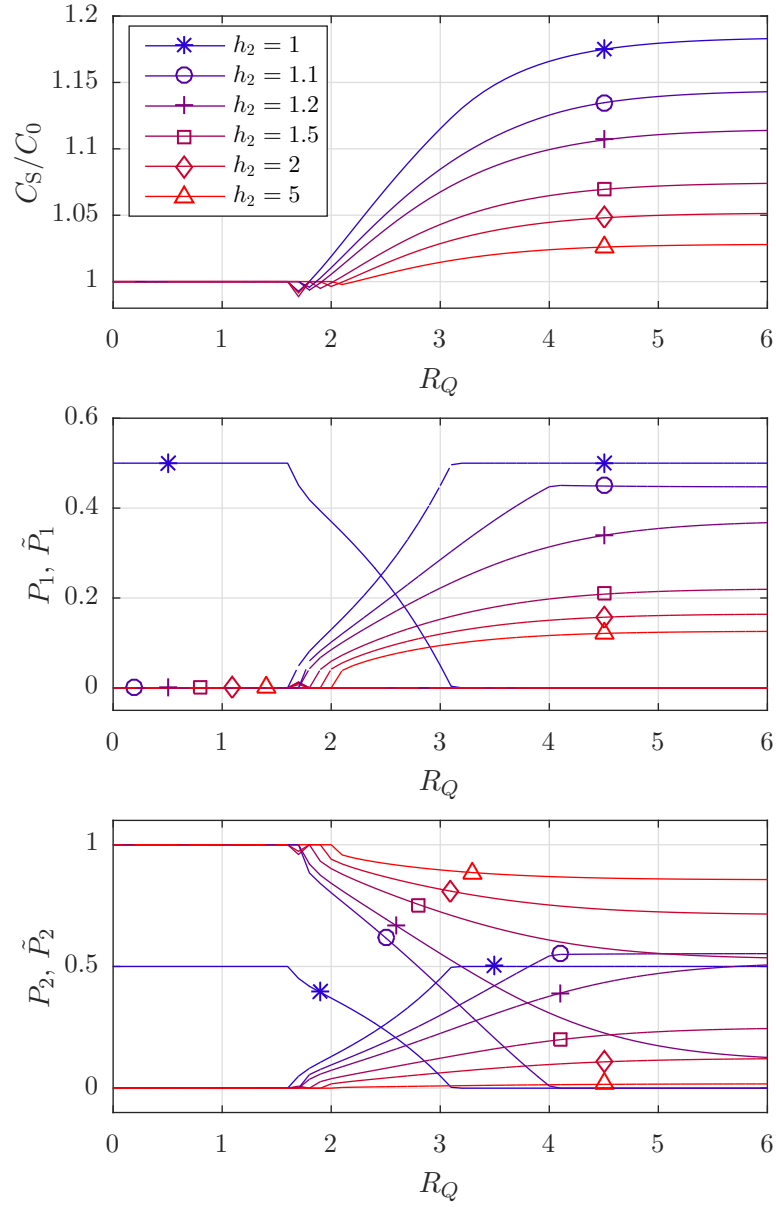 1.2
1.15
1.1
1.05
1
C_S/C_0
h_2 = 1
h_2 = 1.1
h_2 = 1.2
h_2 = 1.5
h_2 = 2
h_2 = 5
0 1 2 3 4 5 6
R_Q
0.6
0.4
0.2
0
P_1, P̃_1
0 1 2 3 4 5 6
R_Q
1
0.5
0
P_2, P̃_2
0 1 2 3 4 5 6
R_Q